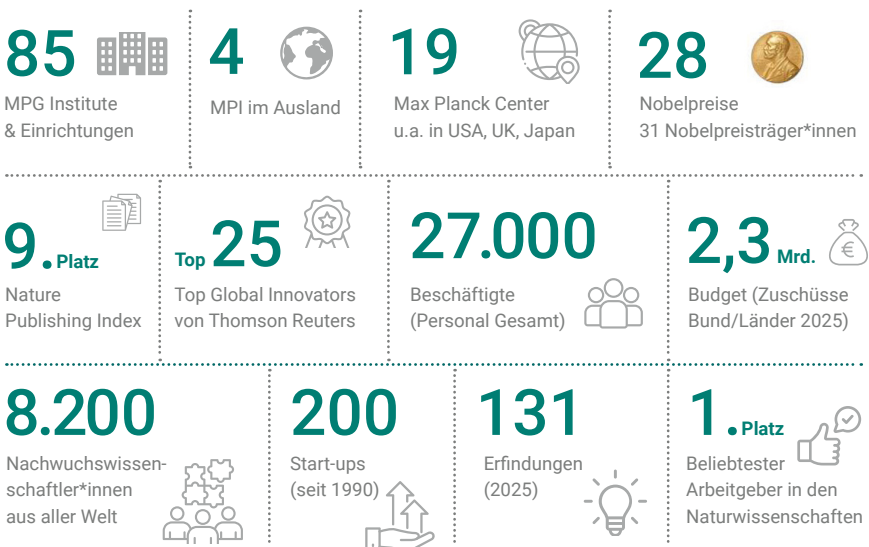 85
MPG Institute
& Einrichtungen
4
MPI im Ausland
19
Max Planck Center
u.a. in USA, UK, Japan
28
Nobelpreise
31 Nobelpreisträger*innen
9. Platz
Nature
Publishing Index
Top 25
Top Global Innovators
von Thomson Reuters
27.000
Beschäftigte
(Personal Gesamt)
2,3 Mrd.
€
Budget (Zuschüsse
Bund/Länder 2025)
8.200
Nachwuchswissen-
schaftler*innen
aus aller Welt
200
Start-ups
(seit 1990)
131
Erfindungen
(2025)
1. Platz
Beliebtester
Arbeitgeber in den
Naturwissenschaften